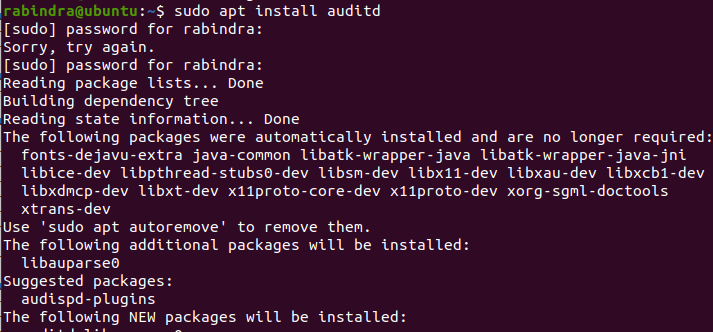 rabindra@ubuntu:~$ sudo apt install auditd
[sudo] password for rabindra:
Sorry, try again.
[sudo] password for rabindra:
Reading package lists... Done
Building dependency tree
Reading state information... Done
The following packages were automatically installed and are no longer required:
  fonts-dejavu-extra java-common libatk-wrapper-java libatk-wrapper-java-jni
  libice-dev libpthread-stubs0-dev libsm-dev libx11-dev libxau-dev libxcb1-dev
  libxdmcp-dev libxt-dev x11proto-core-dev x11proto-dev xorg-sgml-doctools
  xtrans-dev
Use 'sudo apt autoremove' to remove them.
The following additional packages will be installed:
  libauparse0
Suggested packages:
  audispd-plugins
The following NEW packages will be installed: